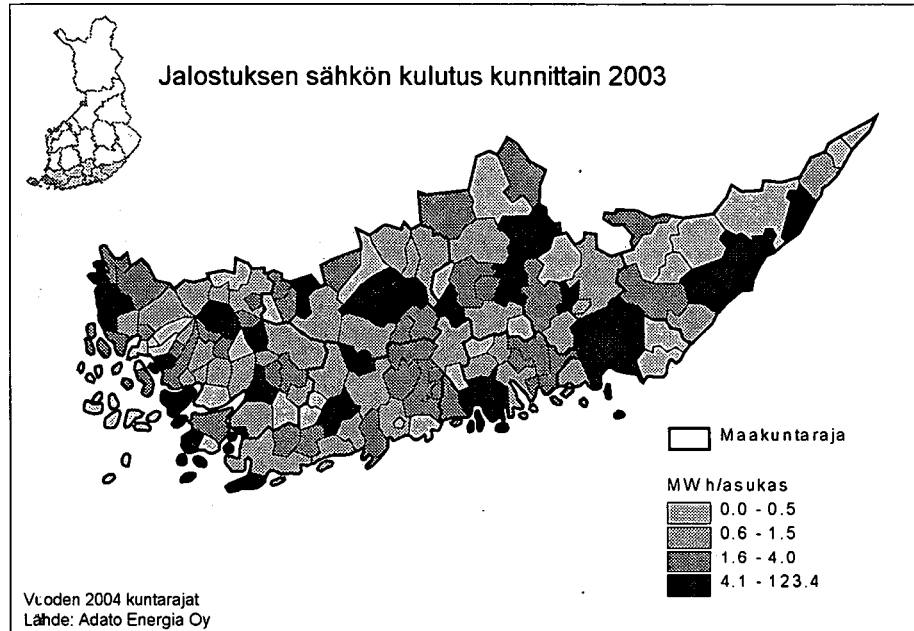 Jalostuksen sähkön kulutus kunnittain 2003
Maakuntaraja
MWh/asukas
0.0 - 0.5
0.6 - 1.5
1.6 - 4.0
4.1 - 123.4
Vuoden 2004 kuntarajat
Lähde: Adato Energia Oy